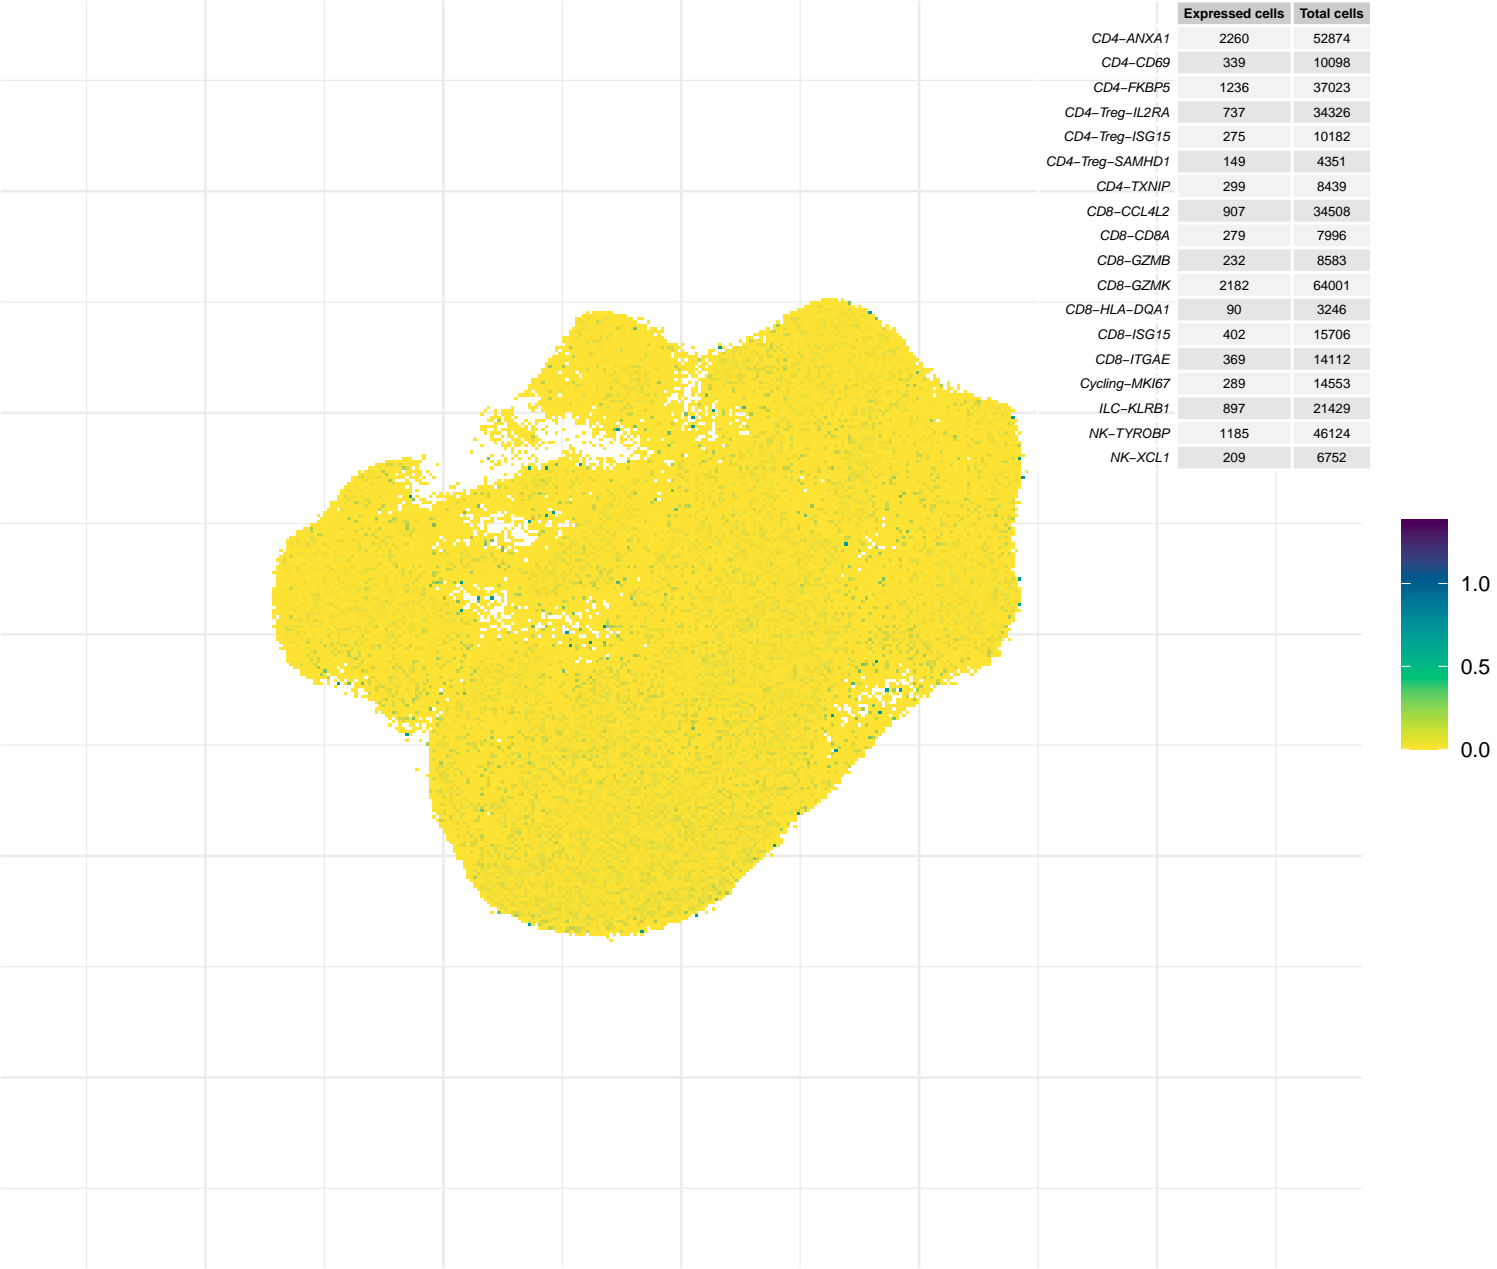 Expressed cells Total cells
CD4−ANXA1 2260 52874
CD4−CD69 339 10098
CD4−FKBP5 1236 37023
CD4−Treg−IL2RA 737 34326
CD4−Treg−ISG15 275 10182
CD4−Treg−SAMHD1 149 4351
CD4−TXNIP 299 8439
CD8−CCL4L2 907 34508
CD8−CD8A 279 7996
CD8−GZMB 232 8583
CD8−GZMK 2182 64001
CD8−HLA−DQA1 90 3246
CD8−ISG15 402 15706
CD8−ITGAE 369 14112
Cycling−MKI67 289 14553
ILC−KLRB1 897 21429
NK−TYROBP 1185 46124
NK−XCL1 209 6752
1.0
0.5
0.0